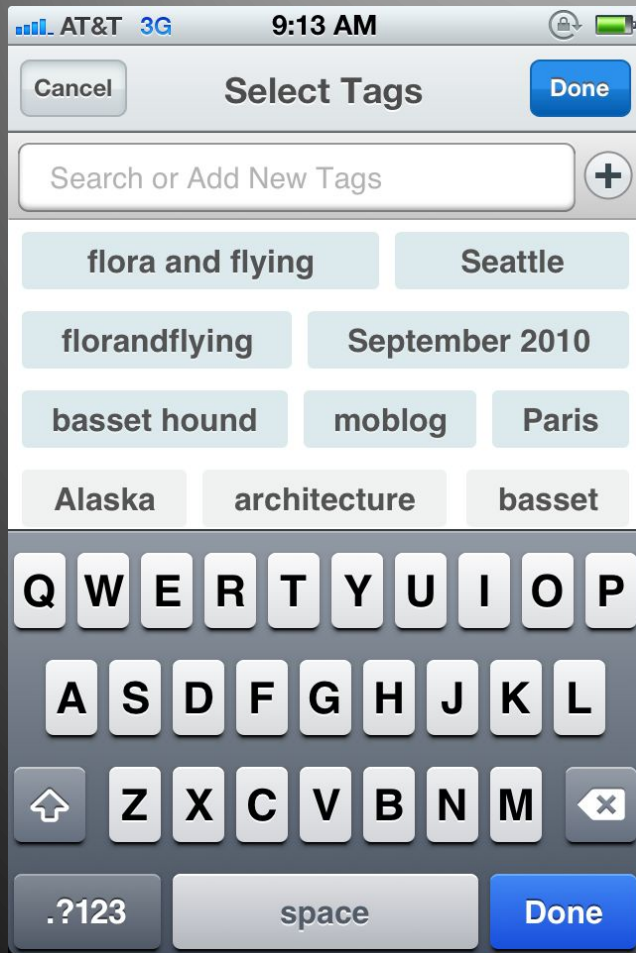 AT&T 3G 9:13 AM
Cancel Select Tags Done
Search or Add New Tags
flora and flying Seattle
florandflying September 2010
basset hound moblog Paris
Alaska architecture basset
Q W E R T Y U I O P
A S D F G H J K L
Z X C V B N M
.?123 space Done